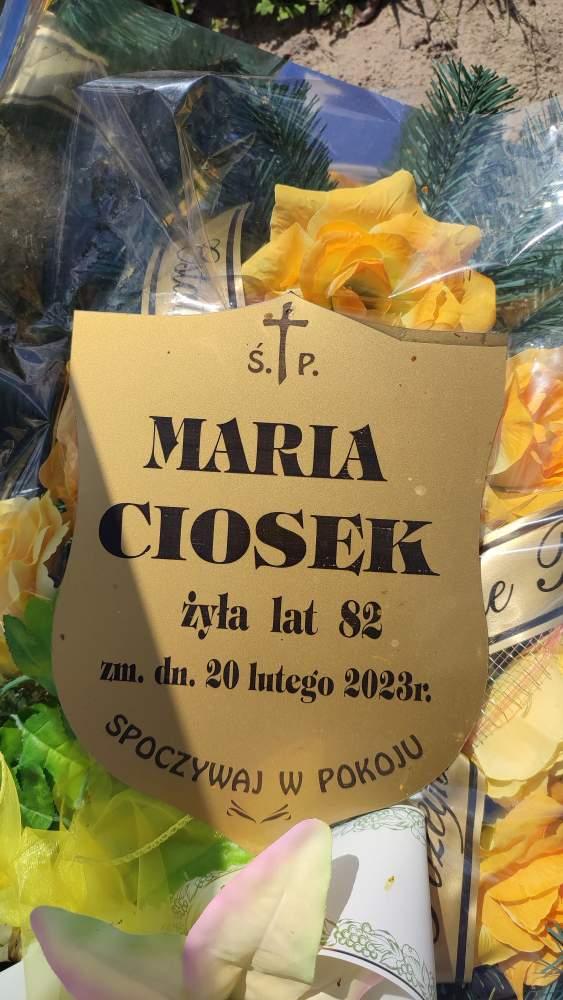 Ś. P.
MARIA
CIOSEK
żyła lat 82
zm. dn. 20 lutego 2023r.
SPOCZYWAJ W POKOJU